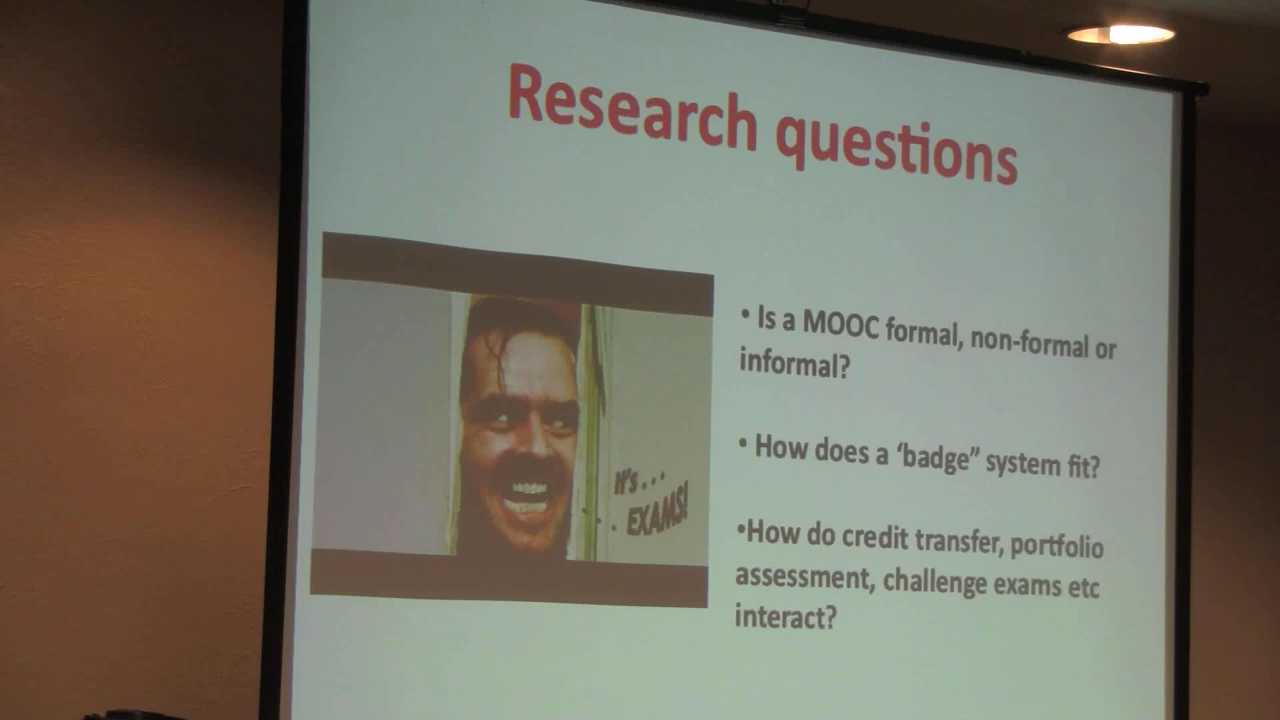 Research questions
It's...
. EXAMS!
• Is a MOOC formal, non-formal or
informal?
• How does a ‘badge” system fit?
•How do credit transfer, portfolio
assessment, challenge exams etc
interact?